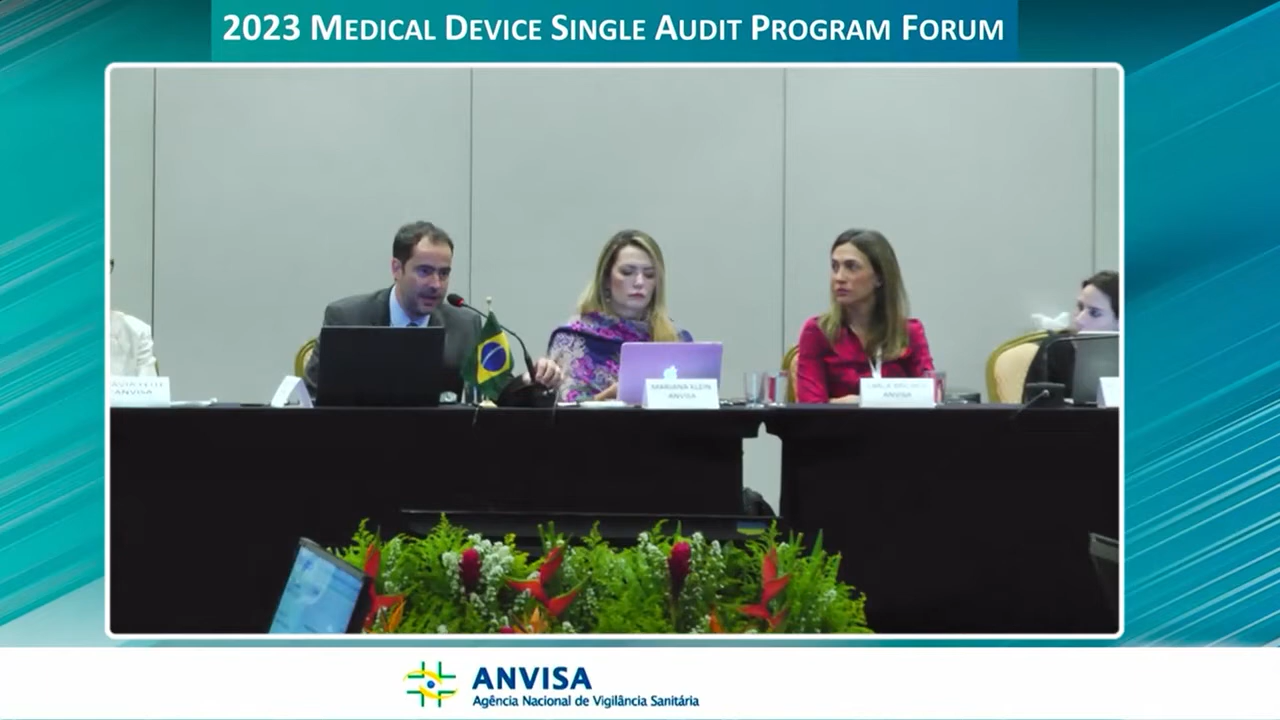 2023 MEDICAL DEVICE SINGLE AUDIT PROGRAM FORUM
ANVISA
MARIANA KLEIN
ANVISA
ANVISA
ANVISA
Agência Nacional de Vigilância Sanitária